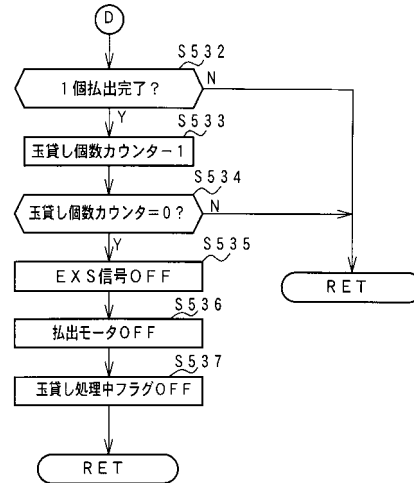 D
S532
1個払出完了?
N
Y
S533
玉貸し個数カウンタ-1
S534
玉貸し個数カウンタ=0?
N
Y
S535
EXS信号OFF
RET
S536
払出モータOFF
S537
玉貸し処理中フラグOFF
RET